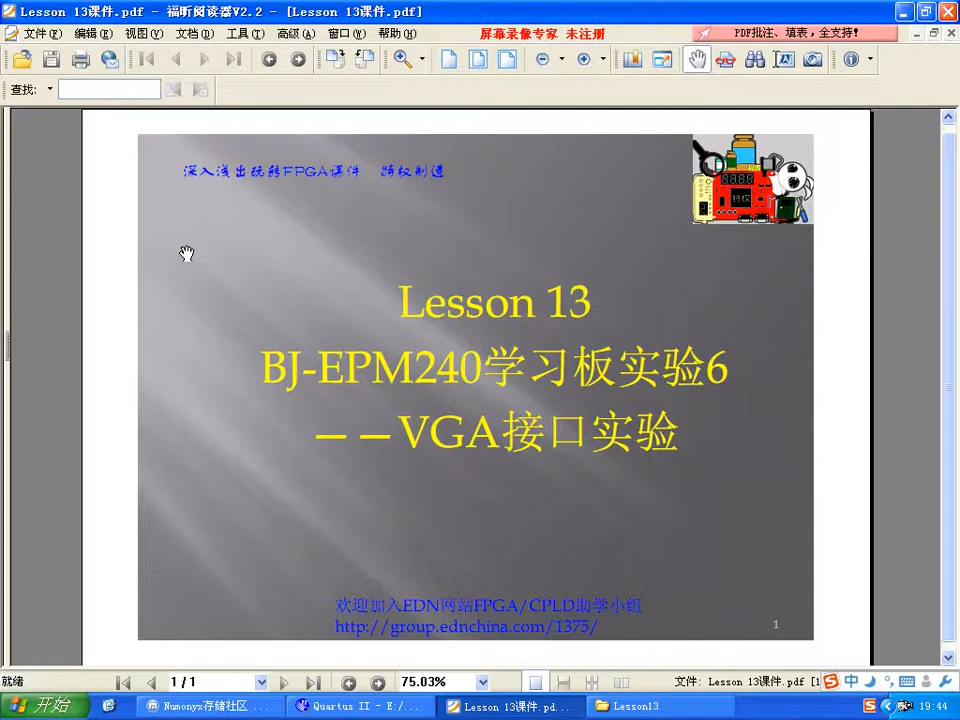 Lesson 13课件.pdf - 福昕阅读器V2.2 - [Lesson 13课件.pdf]
文件(F) 编辑(E) 视图(V) 文档(D) 工具(T) 高级(A) 窗口(W) 帮助(H) 屏幕录像专家 未注册 PDF批注、填表,全支持!
查找:
深入浅出玩转FPGA课件 特权制造
特权
Lesson 13
BJ-EPM240学习板实验6
——VGA接口实验
欢迎加入EDN网站FPGA/CPLD助学小组
http://group.ednchina.com/1375/
1
就绪 1/1 75.03% 文件: Lesson 13课件.pdf [1 中
开始 Numonyx存储社区 ... Quartus II - E:/... Lesson 13课件.pd... Lesson13 19:44